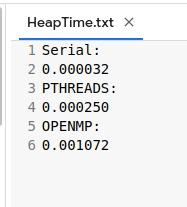 HeapTime.txt ×
1 Serial:
2 0.000032
3 PTHREADS:
4 0.000250
5 OPENMP:
6 0.001072